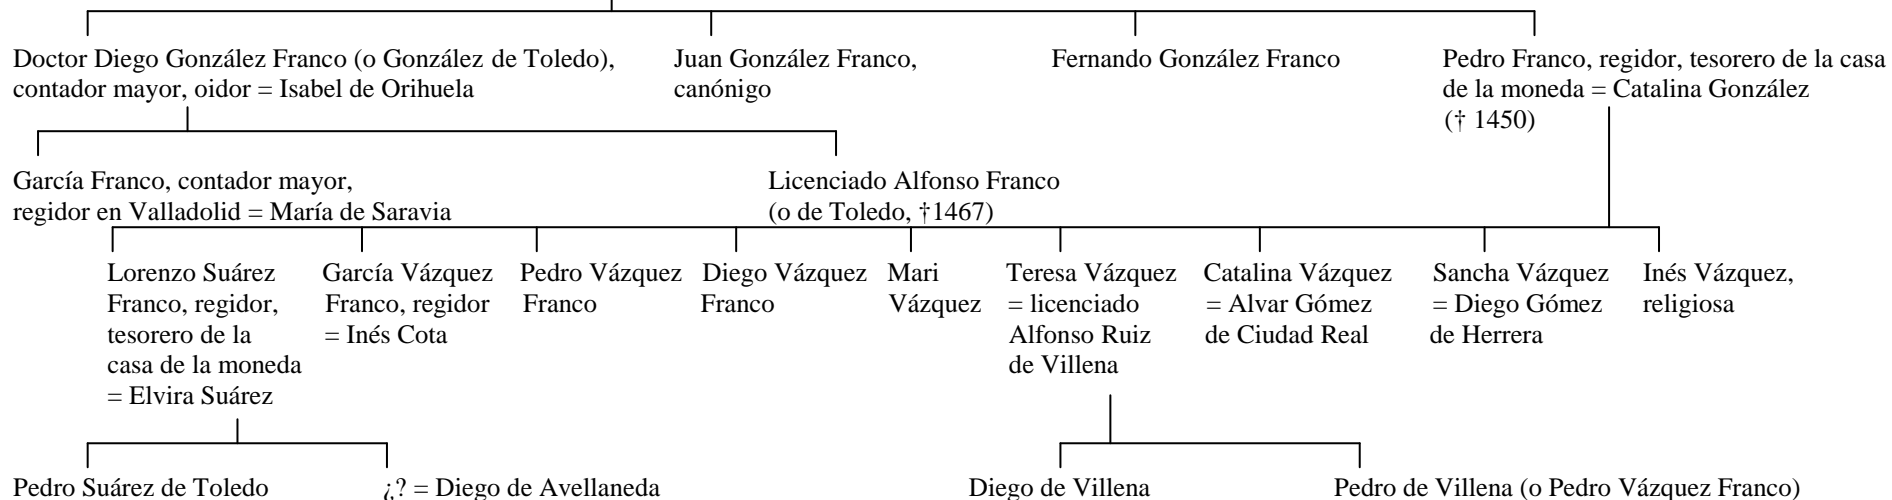 Doctor Diego González Franco (o González de Toledo),
contador mayor, oidor = Isabel de Orihuela
Juan González Franco,
canónigo
Fernando González Franco
Pedro Franco, regidor, tesorero de la casa
de la moneda = Catalina González
(† 1450)
García Franco, contador mayor,
regidor en Valladolid = María de Saravia
Licenciado Alfonso Franco
(o de Toledo, †1467)
Lorenzo Suárez
Franco, regidor,
tesorero de la
casa de la moneda
= Elvira Suárez
García Vázquez
Franco, regidor
= Inés Cota
Pedro Vázquez
Franco
Diego Vázquez
Franco
Mari
Vázquez
Teresa Vázquez
= licenciado
Alfonso Ruiz
de Villena
Catalina Vázquez
= Alvar Gómez
de Ciudad Real
Sancha Vázquez
= Diego Gómez
de Herrera
Inés Vázquez,
religiosa
Pedro Suárez de Toledo
¿? = Diego de Avellaneda
Diego de Villena
Pedro de Villena (o Pedro Vázquez Franco)